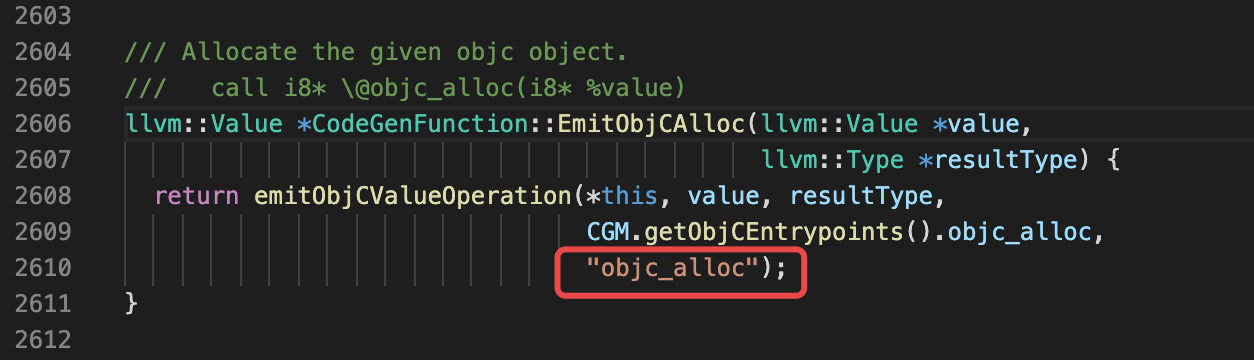 2603
2604 /// Allocate the given objc object.
2605 ///   call i8* \@objc_alloc(i8* %value)
2606 llvm::Value *CodeGenFunction::EmitObjCAlloc(llvm::Value *value,
2607                                             llvm::Type *resultType) {
2608   return emitObjCValueOperation(*this, value, resultType,
2609                                 CGM.getObjCEntrypoints().objc_alloc,
2610                                 "objc_alloc");
2611 }
2612